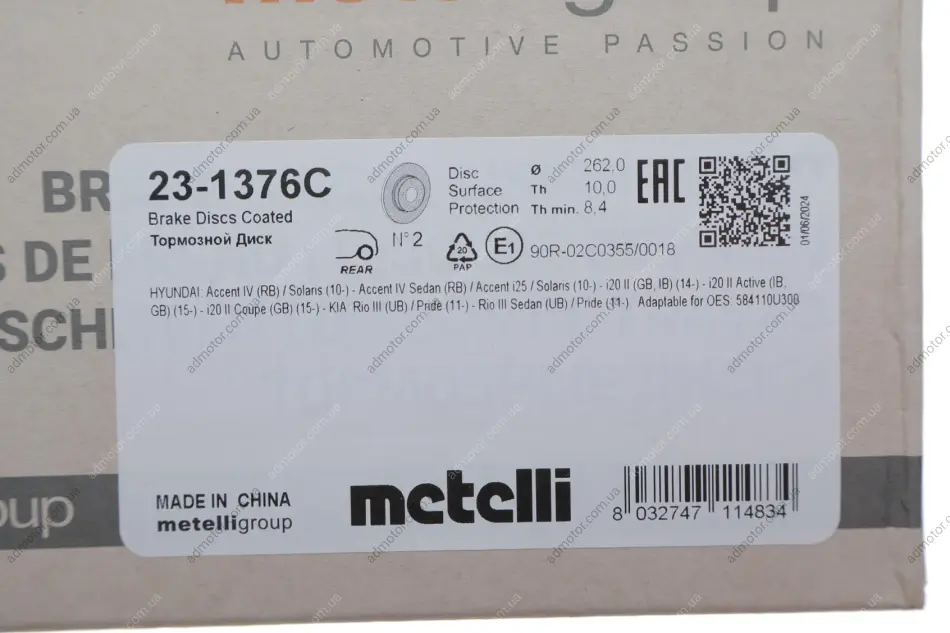 AUTOMOTIVE PASSION
BR
S DE
SCH
oup
23-1376C
Brake Discs Coated
Тормозной Диск
REAR
N° 2
20
PAP
E1
90R-02C0355/0018
Disc Ø 262,0
Surface Th 10,0
Protection Th min. 8,4
EAC
01/06/2024
HYUNDAI: Accent IV (RB) / Solaris (10-) - Accent IV Sedan (RB) / Accent i25 / Solaris (10-) - i20 II (GB, IB) (14-) - i20 II Active (IB,
GB) (15-) - i20 II Coupe (GB) (15-) - KIA Rio III (UB) / Pride (11-) - Rio III Sedan (UB) / Pride (11-) Adaptable for OES: 584110U300
MADE IN CHINA
metelligroup
metelli
8 032747 114834
admotor.com.ua